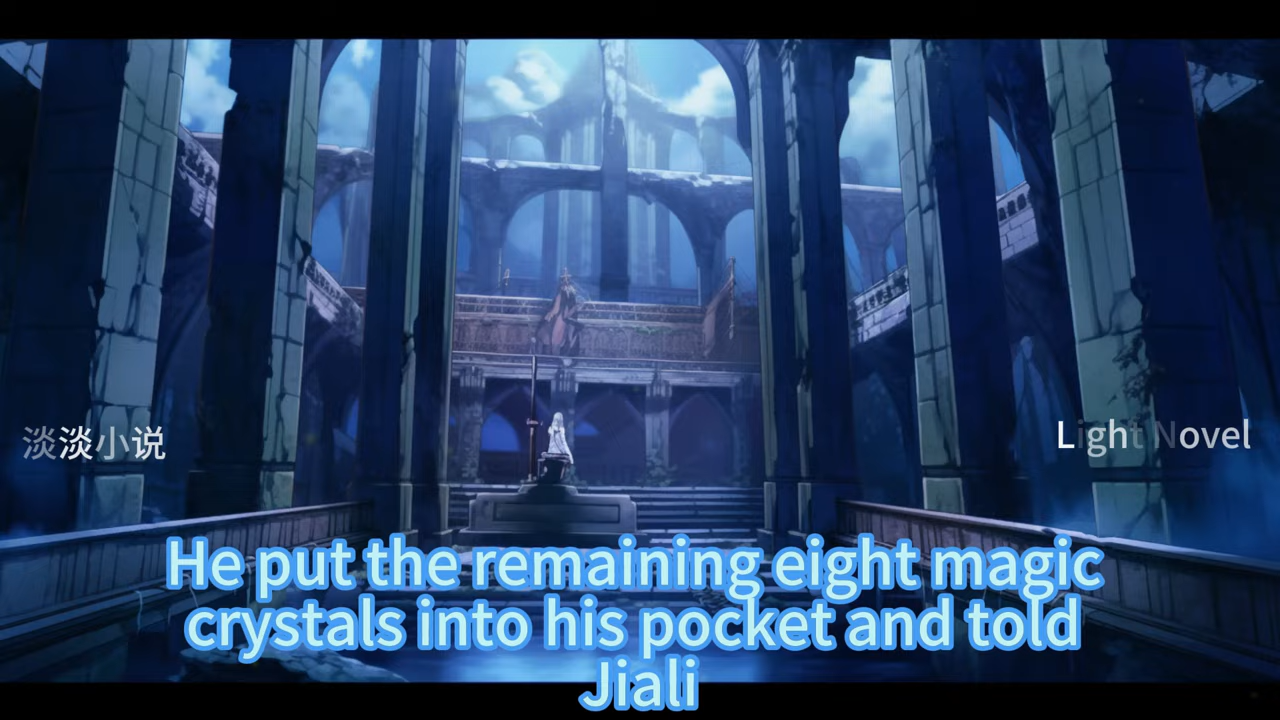 淡淡小说
Light Novel
He put the remaining eight magic
crystals into his pocket and told
Jiali